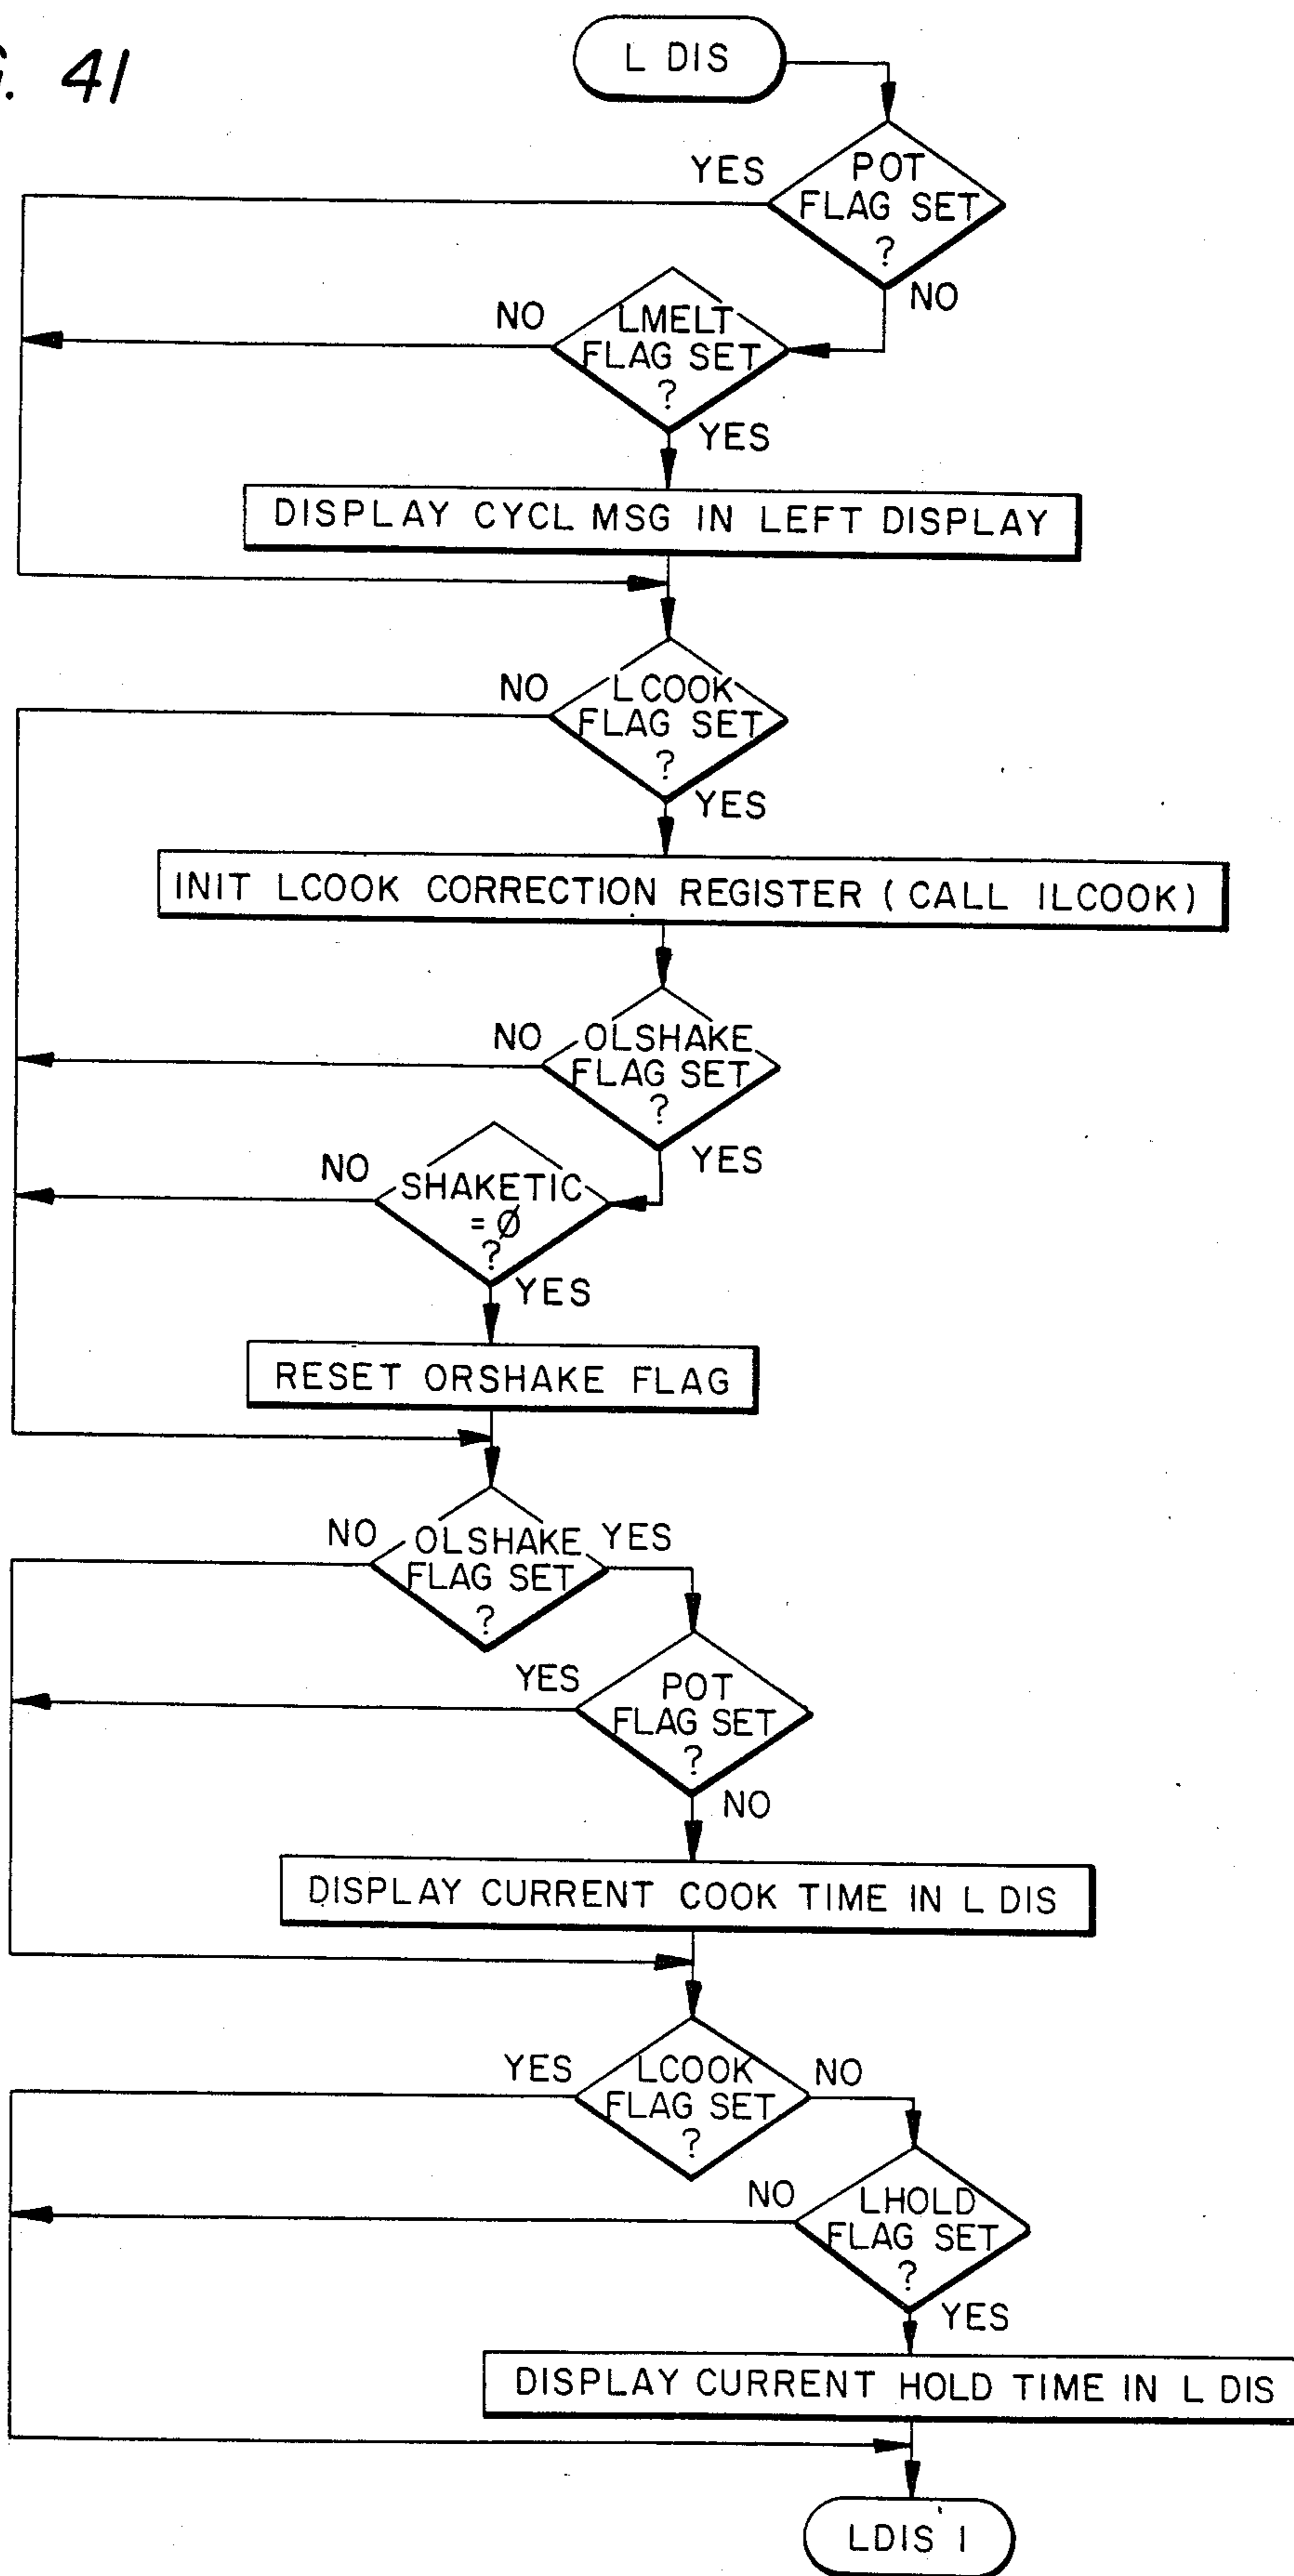 G. 41
L DIS
YES
POT
FLAG SET
?
NO
NO
LMELT
FLAG SET
?
YES
DISPLAY CYCL MSG IN LEFT DISPLAY
NO
L COOK
FLAG SET
?
YES
INIT LCOOK CORRECTION REGISTER (CALL ILCOOK)
NO
OLSHAKE
FLAG SET
?
YES
NO
SHAKETIC
=Ø
?
YES
RESET ORSHAKE FLAG
NO
OLSHAKE
FLAG SET
?
YES
YES
POT
FLAG SET
?
NO
DISPLAY CURRENT COOK TIME IN L DIS
YES
LCOOK
FLAG SET
?
NO
NO
LHOLD
FLAG SET
?
YES
DISPLAY CURRENT HOLD TIME IN L DIS
LDIS 1